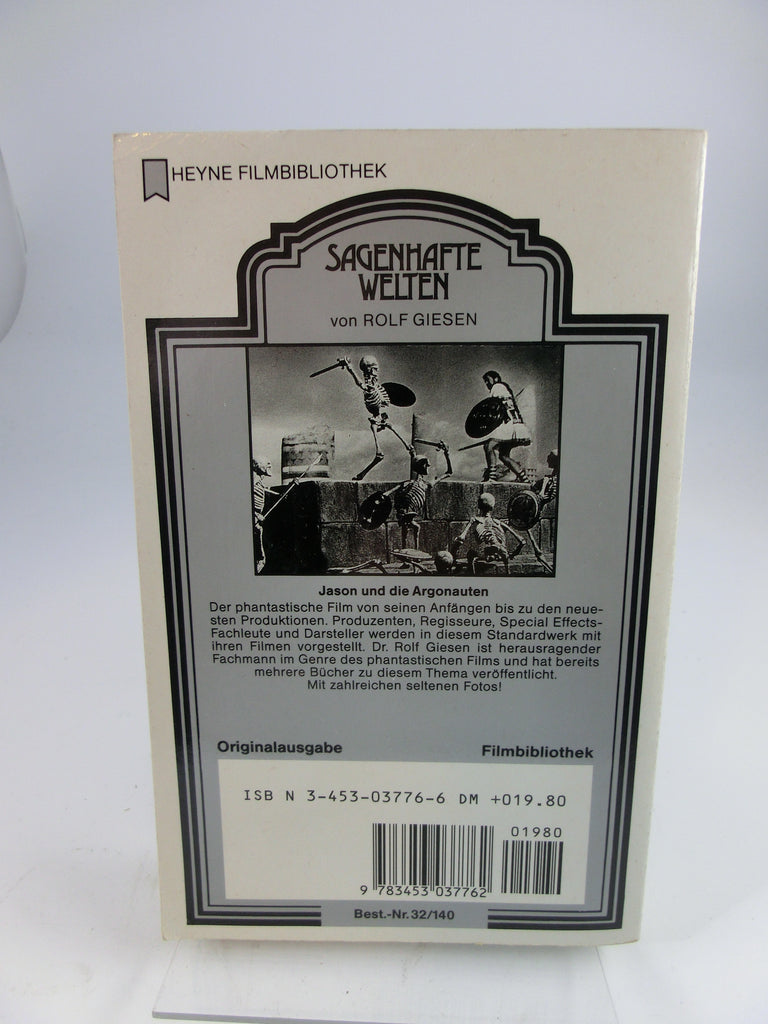 HEYNE FILMBIBLIOTHEK
SAGENHAFTE
WELTEN
von ROLF GIESEN
Jason und die Argonauten
Der phantastische Film von seinen Anfängen bis zu den neue-
sten Produktionen. Produzenten, Regisseure, Special Effects-
Fachleute und Darsteller werden in diesem Standardwerk mit
ihren Filmen vorgestellt. Dr. Rolf Giesen ist herausragender
Fachmann im Genre des phantastischen Films und hat bereits
mehrere Bücher zu diesem Thema veröffentlicht.
Mit zahlreichen seltenen Fotos!
Originalausgabe Filmbibliothek
ISB N 3-453-03776-6 DM +019.80
01980
9 783453 037762
Best.-Nr. 32/140